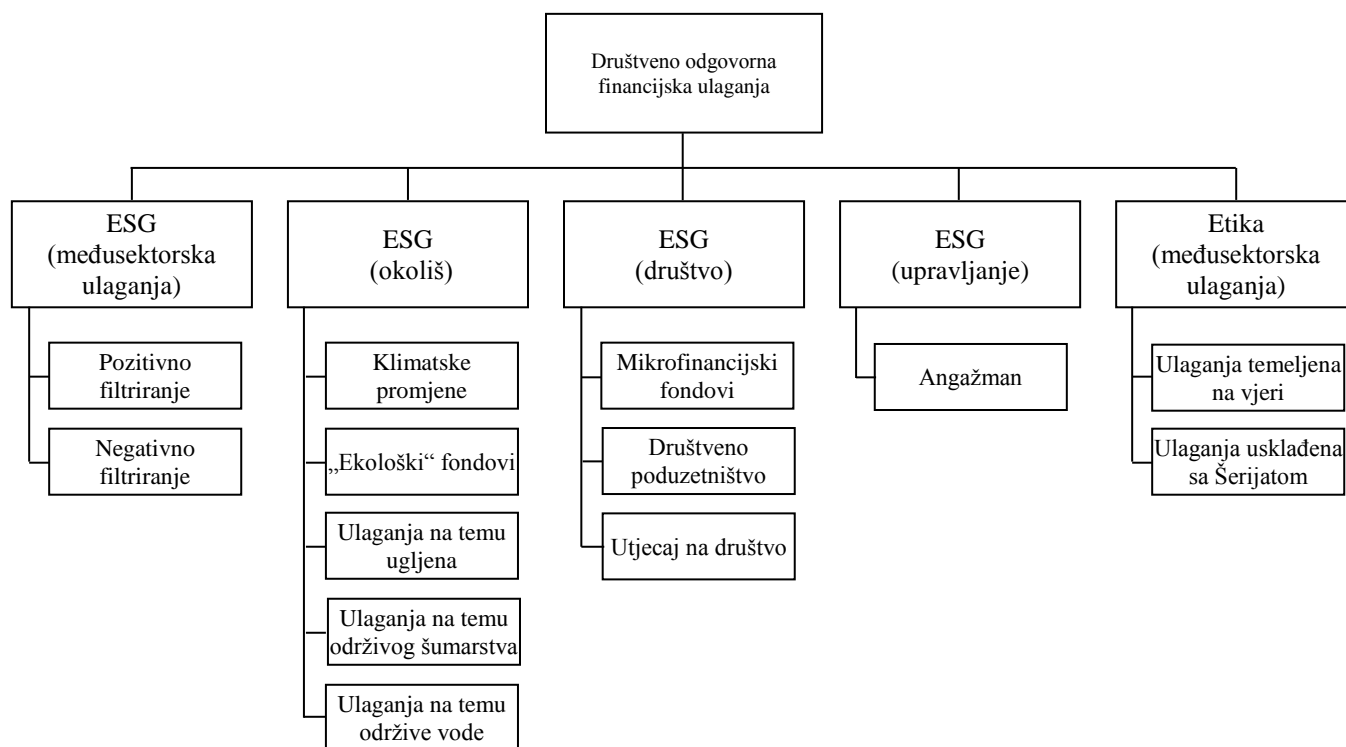 Društveno odgovorna
financijska ulaganja
ESG
(međusektorska
ulaganja)
Pozitivno
filtriranje
Negativno
filtriranje
ESG
(okoliš)
Klimatske
promjene
„Ekološki“ fondovi
Ulaganja na temu
ugljena
Ulaganja na temu
održivog šumarstva
Ulaganja na temu
održive vode
ESG
(društvo)
Mikrofinancijski
fondovi
Društveno
poduzetništvo
Utjecaj na društvo
ESG
(upravljanje)
Angažman
Etika
(međusektorska
ulaganja)
Ulaganja temeljena
na vjeri
Ulaganja usklađena
sa Šerijatom